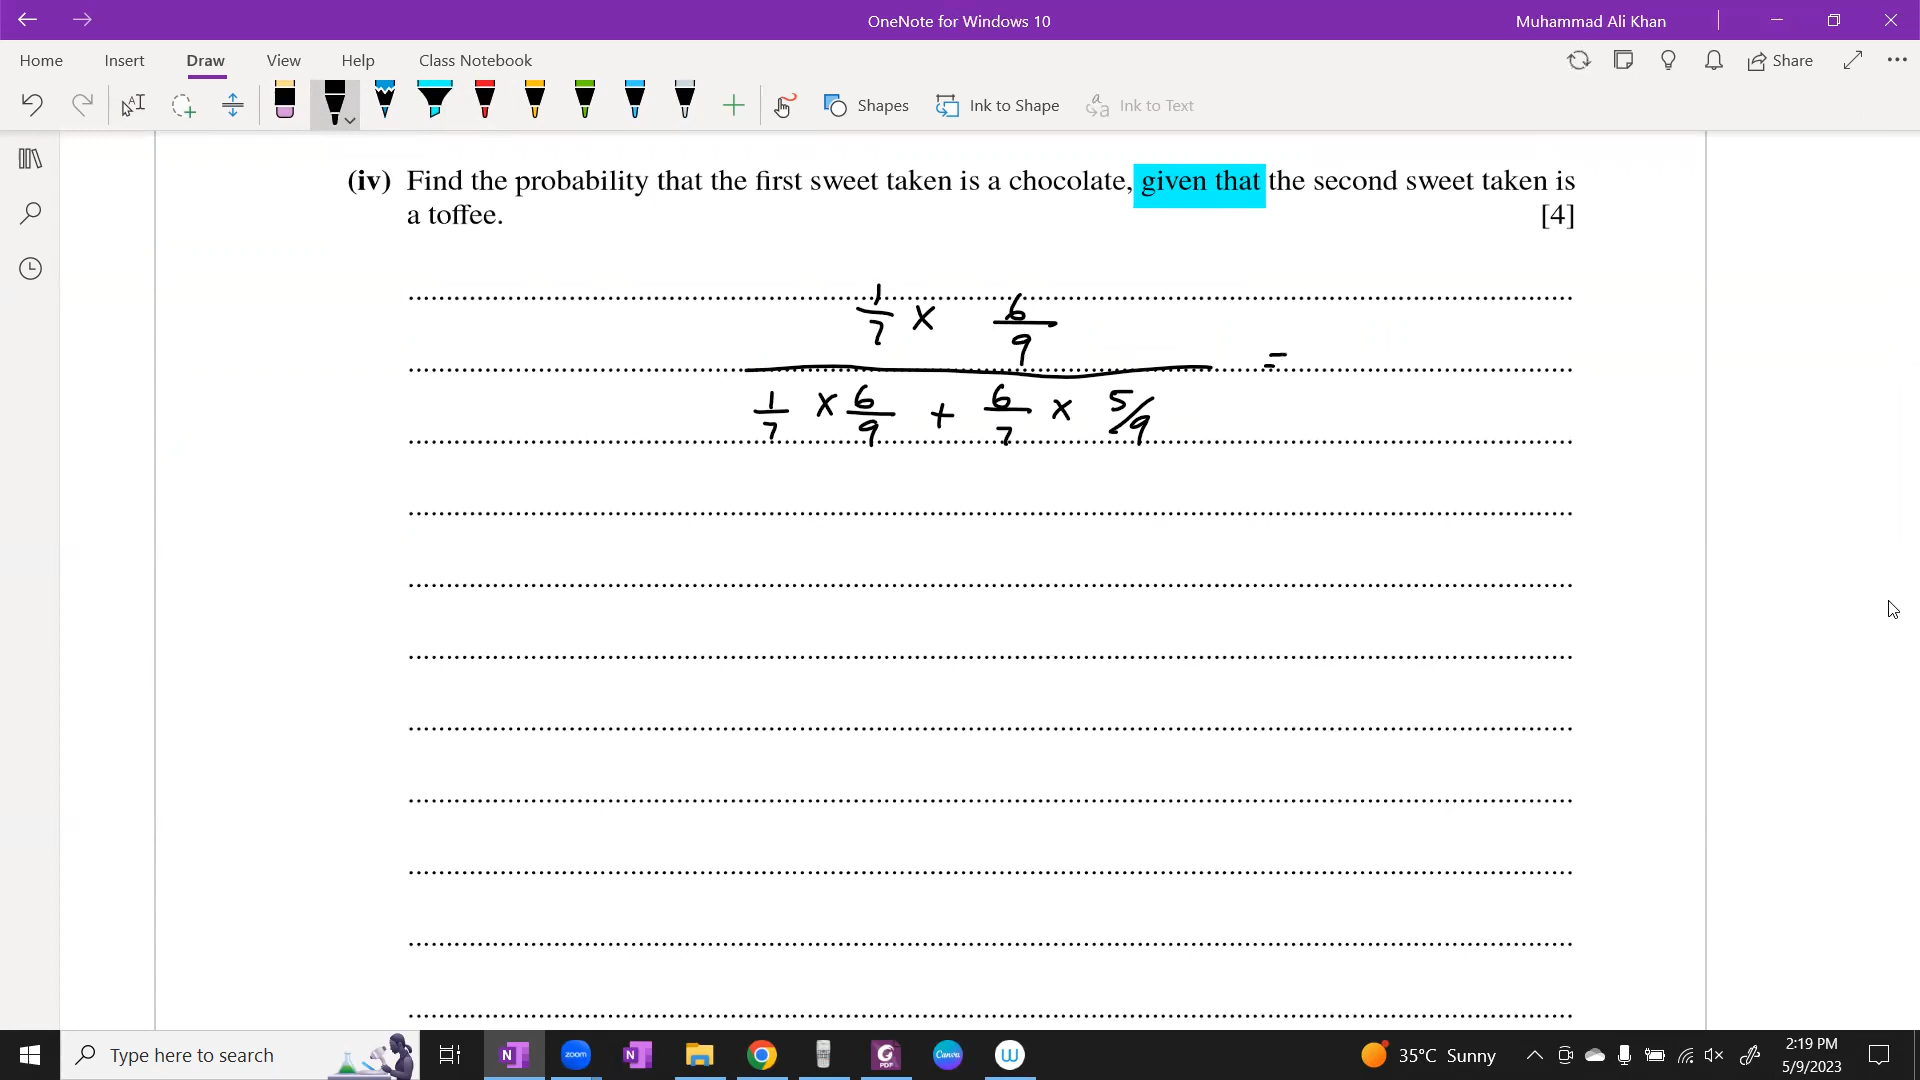 OneNote for Windows 10
Muhammad Ali Khan
Home Insert Draw View Help Class Notebook
Share
Shapes Ink to Shape Ink to Text
(iv) Find the probability that the first sweet taken is a chocolate, given that the second sweet taken is
a toffee. [4]
1/7 × 6/9
=
1/7 × 6/9 + 6/7 × 5/9
Type here to search
zoom
N
N
PDF
Canva
W
35°C Sunny
2:19 PM
5/9/2023